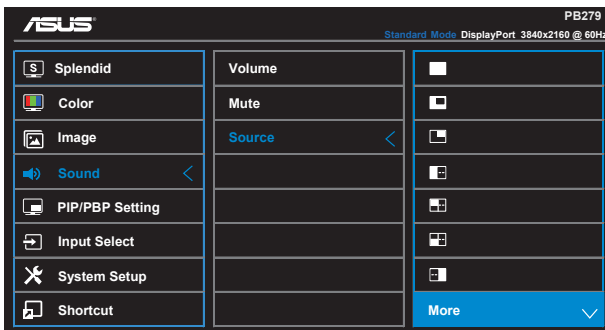 ASUS
PB279
Standard Mode DisplayPort 3840x2160 @ 60Hz
S Splendid
Color
Image
Sound
PIP/PBP Setting
Input Select
System Setup
Shortcut
Volume
Mute
Source
More